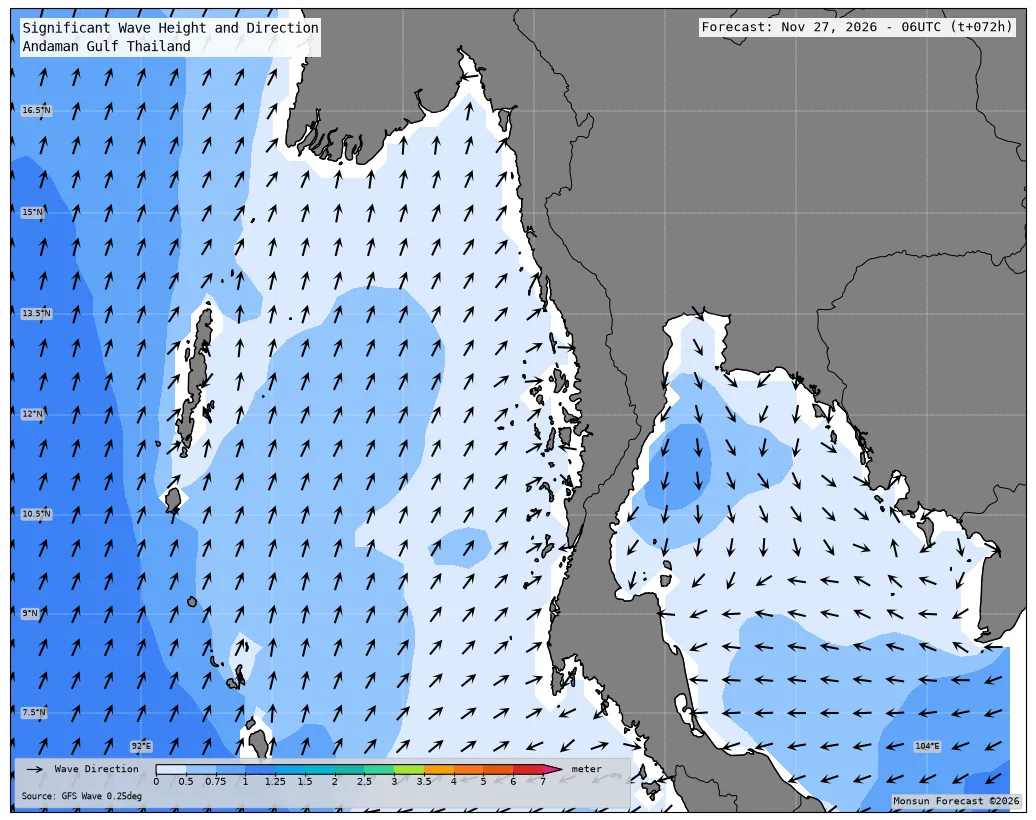 Significant Wave Height and Direction
Andaman Gulf Thailand
Forecast: Nov 27, 2026 - 06UTC (t+072h)
16.5°N
15°N
13.5°N
12°N
10.5°N
9°N
7.5°N
92°E
104°E
Wave Direction
0 0.5 0.75 1 1.25 1.5 2 2.5 3 3.5 4 5 6 7
meter
Source: GFS Wave 0.25deg
Monsun Forecast ©2026